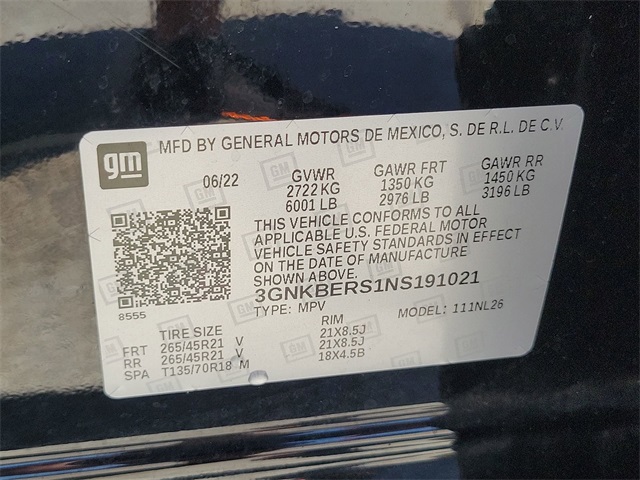 gm
MFD BY GENERAL MOTORS DE MEXICO, S. DE R.L. DE C.V.
06/22 GVWR GAWR FRT GAWR RR
2722 KG 1350 KG 1450 KG
6001 LB 2976 LB 3196 LB
THIS VEHICLE CONFORMS TO ALL
APPLICABLE U.S. FEDERAL MOTOR
VEHICLE SAFETY STANDARDS IN EFFECT
ON THE DATE OF MANUFACTURE
SHOWN ABOVE.
3GNKBERS1NS191021
8555
TYPE: MPV MODEL: 111NL26
TIRE SIZE RIM
FRT 265/45R21 V 21X8.5J
RR 265/45R21 V 21X8.5J
SPA T135/70R18 M 18X4.5B